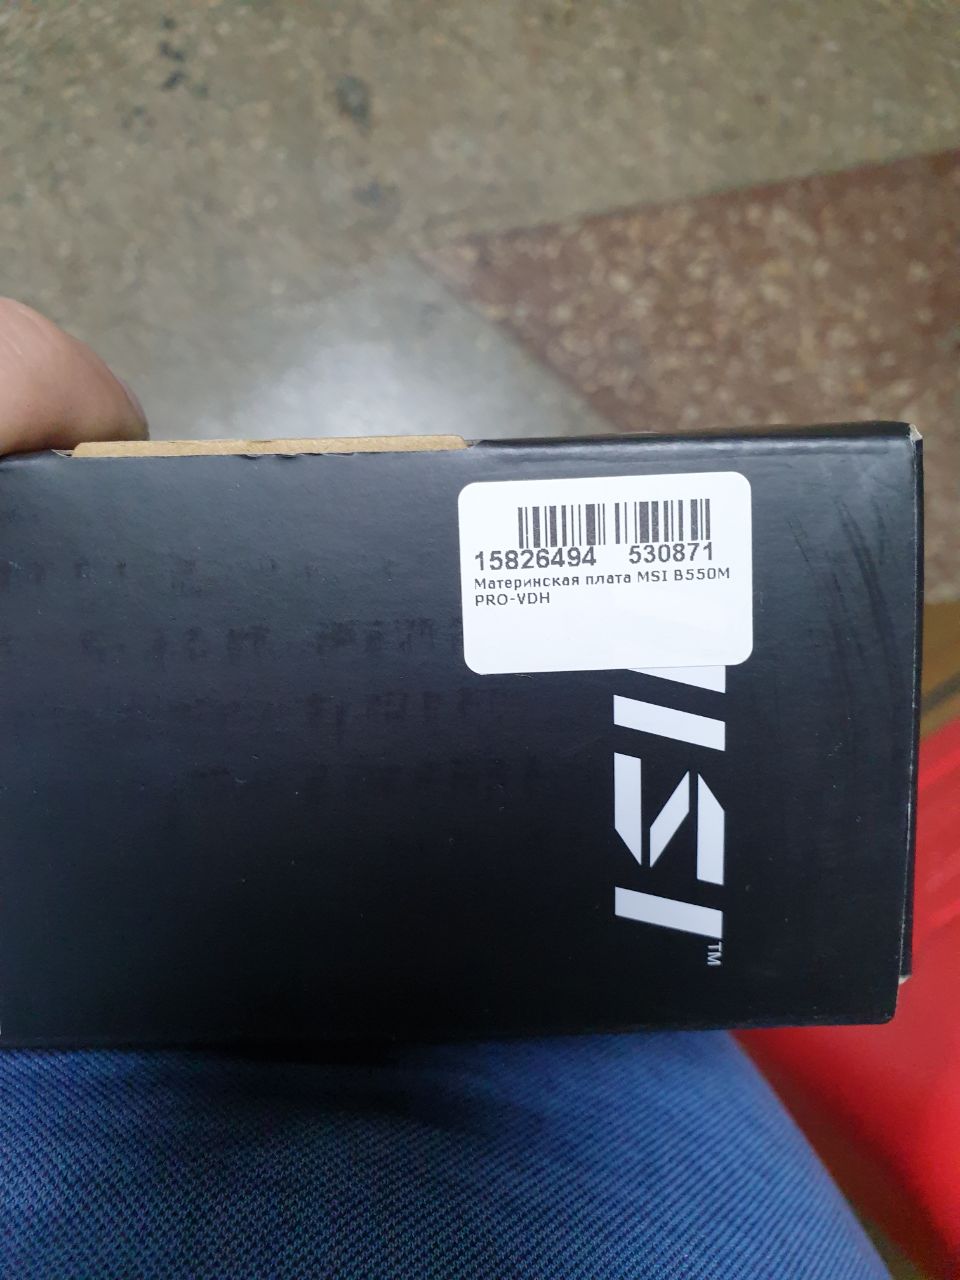 15826494 530871
Материнская плата MSI B550M
PRO-VDH
MSI™